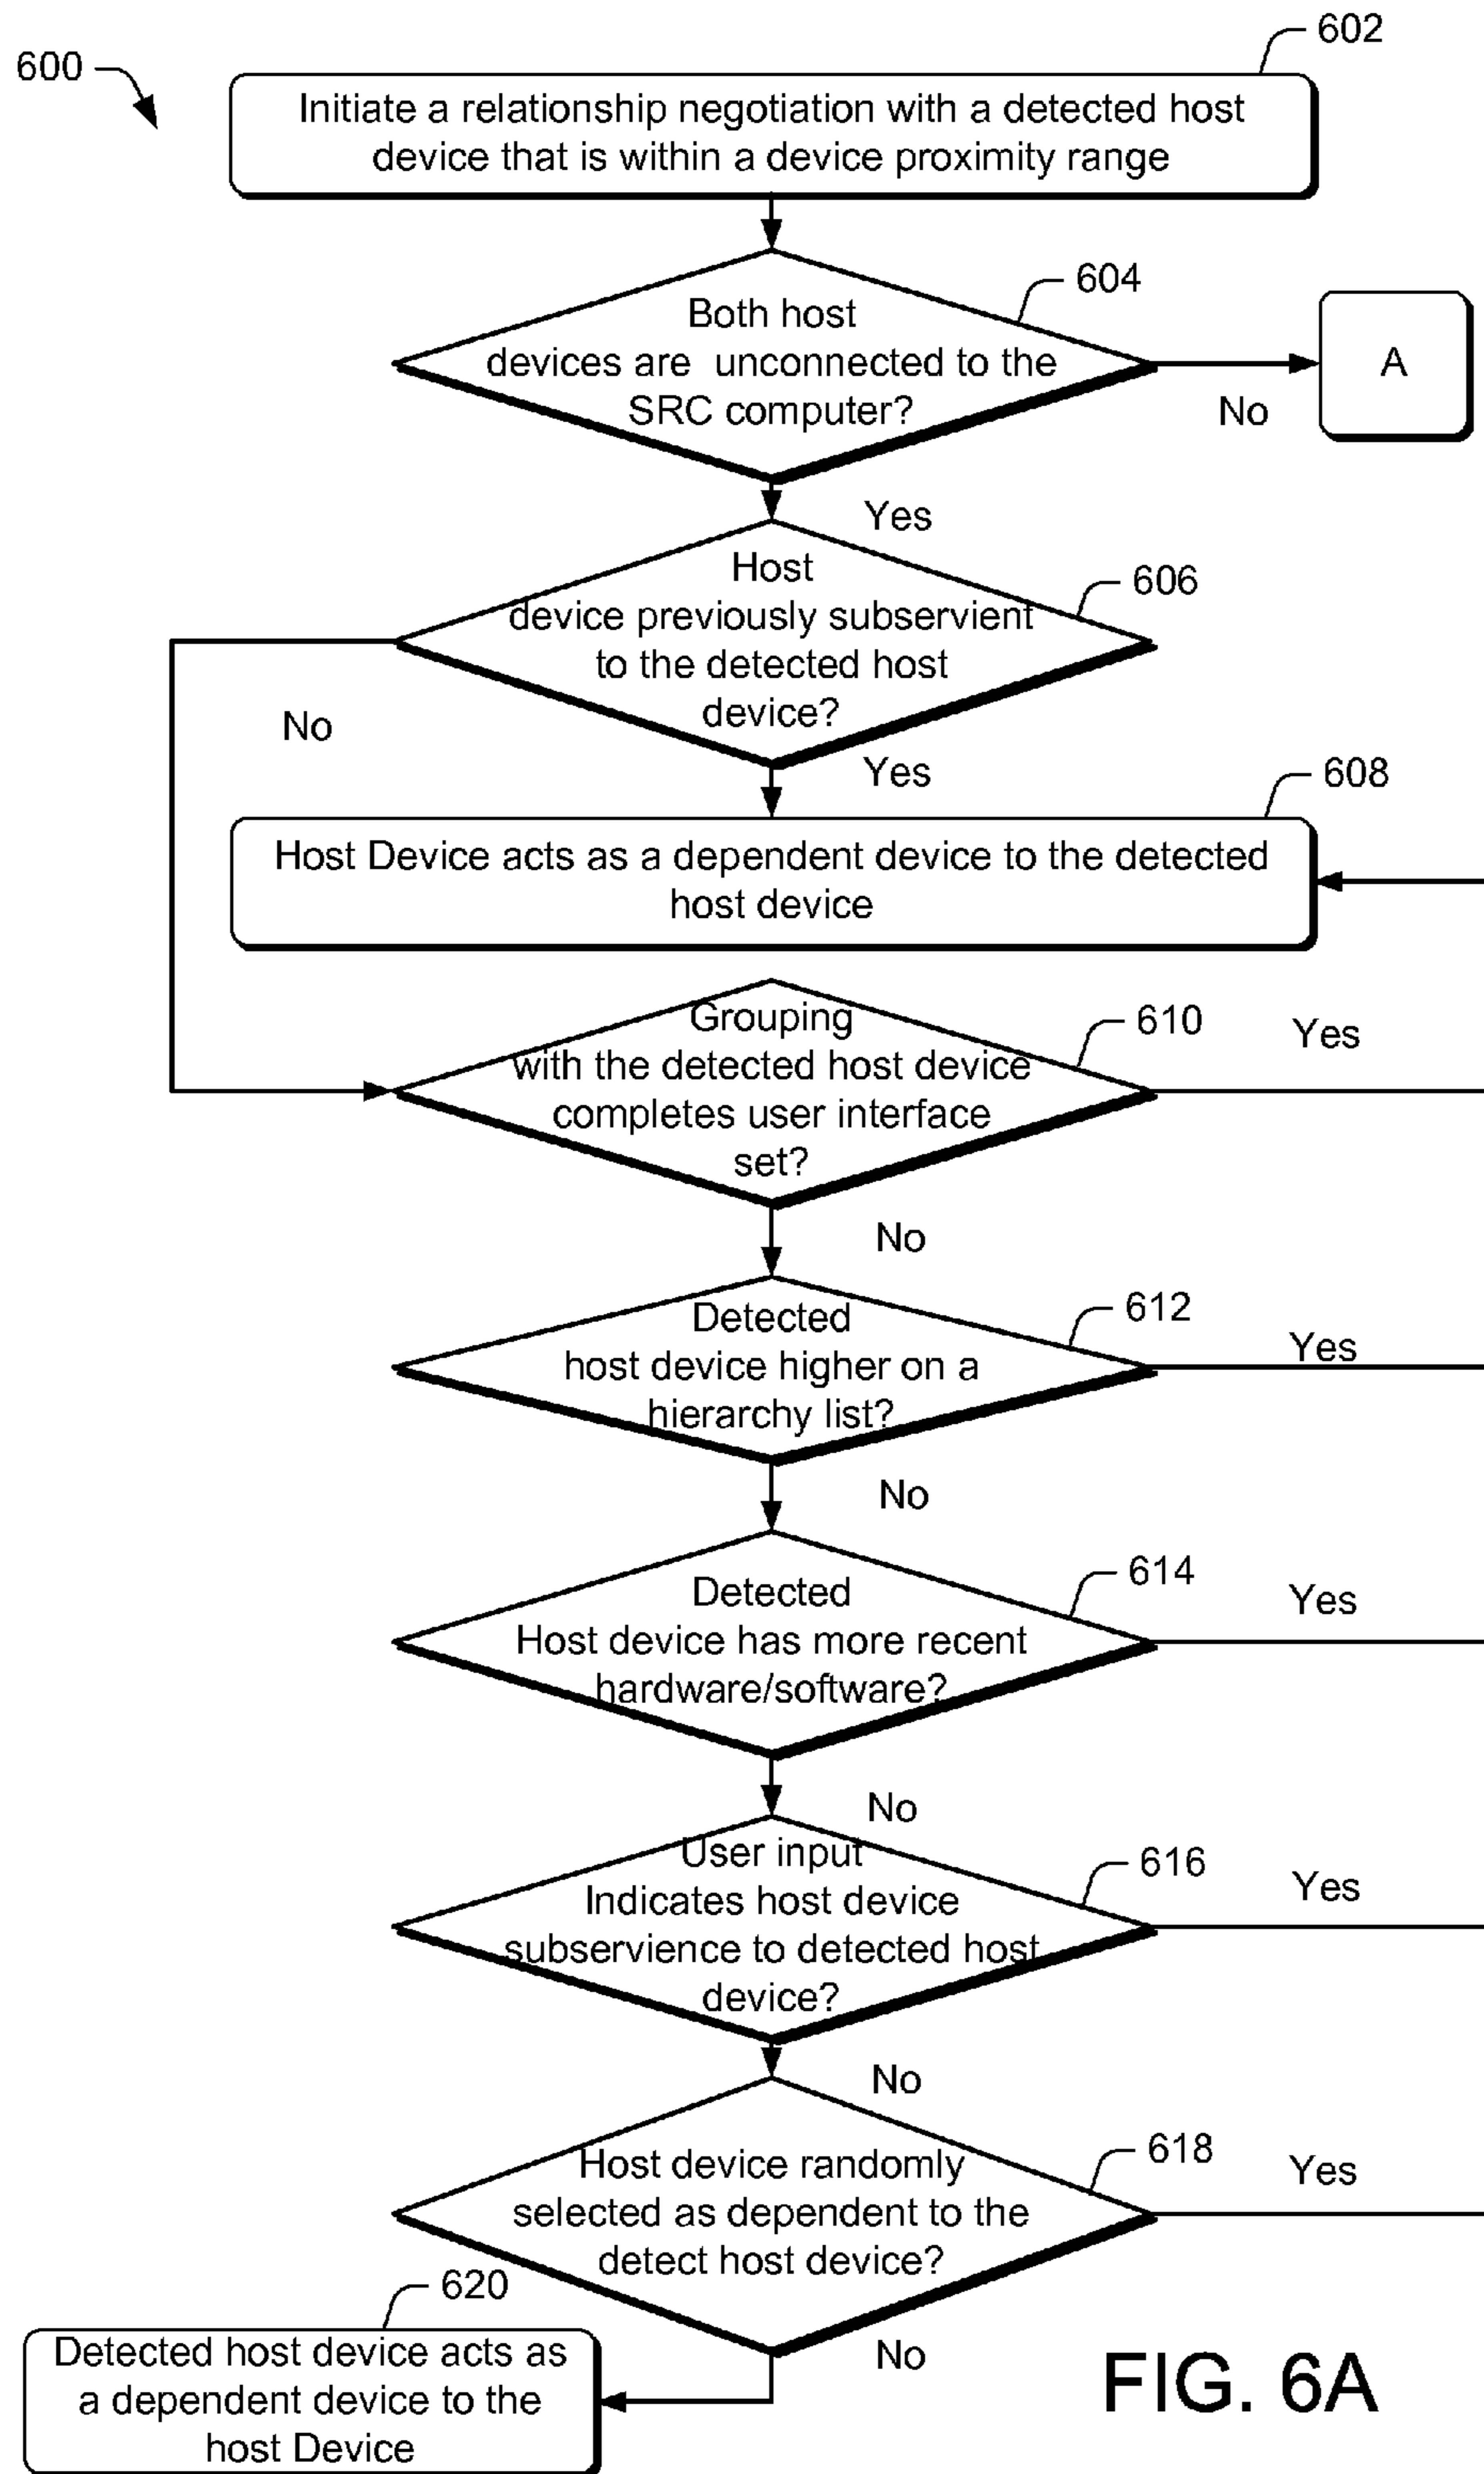 602
600
Initiate a relationship negotiation with a detected host
device that is within a device proximity range
604
Both host
devices are unconnected to the
SRC computer?
A
No
Yes
Host
device previously subservient
to the detected host
device?
606
No
Yes
608
Host Device acts as a dependent device to the detected
host device
Grouping
with the detected host device
completes user interface
set?
610
Yes
No
Detected
host device higher on a
hierarchy list?
612
Yes
No
Detected
Host device has more recent
hardware/software?
614
Yes
No
User input
Indicates host device
subservience to detected host
device?
616
Yes
No
Host device randomly
selected as dependent to the
detect host device?
618
Yes
No
620
Detected host device acts as
a dependent device to the
host Device
FIG. 6A